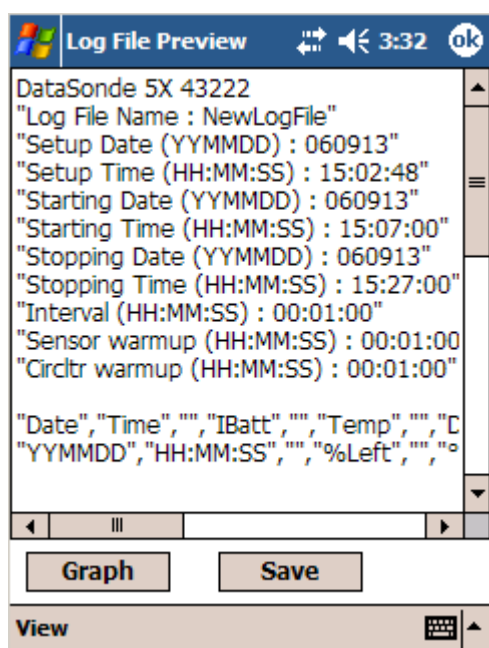 Log File Preview 3:32 ok
DataSonde 5X 43222
"Log File Name : NewLogFile"
"Setup Date (YYMMDD) : 060913"
"Setup Time (HH:MM:SS) : 15:02:48"
"Starting Date (YYMMDD) : 060913"
"Starting Time (HH:MM:SS) : 15:07:00"
"Stopping Date (YYMMDD) : 060913"
"Stopping Time (HH:MM:SS) : 15:27:00"
"Interval (HH:MM:SS) : 00:01:00"
"Sensor warmup (HH:MM:SS) : 00:01:00
"Circltr warmup (HH:MM:SS) : 00:01:00"
"Date","Time","","IBatt","","Temp","","D
"YYMMDD","HH:MM:SS","","%Left","","°
Graph Save
View